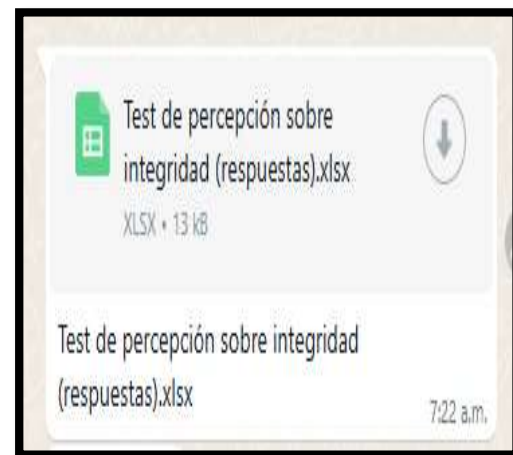 Test de percepción sobre
integridad (respuestas).xlsx
XLSX • 13 kB
Test de percepción sobre integridad
(respuestas).xlsx
7:22 a.m.